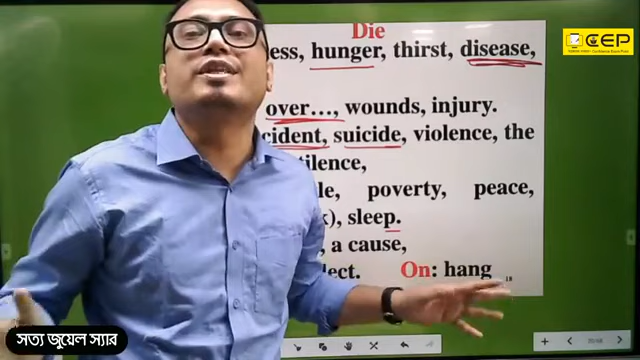 Die
ess, hunger, thirst, disease,
over…, wounds, injury.
cident, suicide, violence, the
tilence,
le, poverty, peace,
), sleep.
, a cause,
lect. On: hang
18
CEP
সত্য জুয়েল স্যার